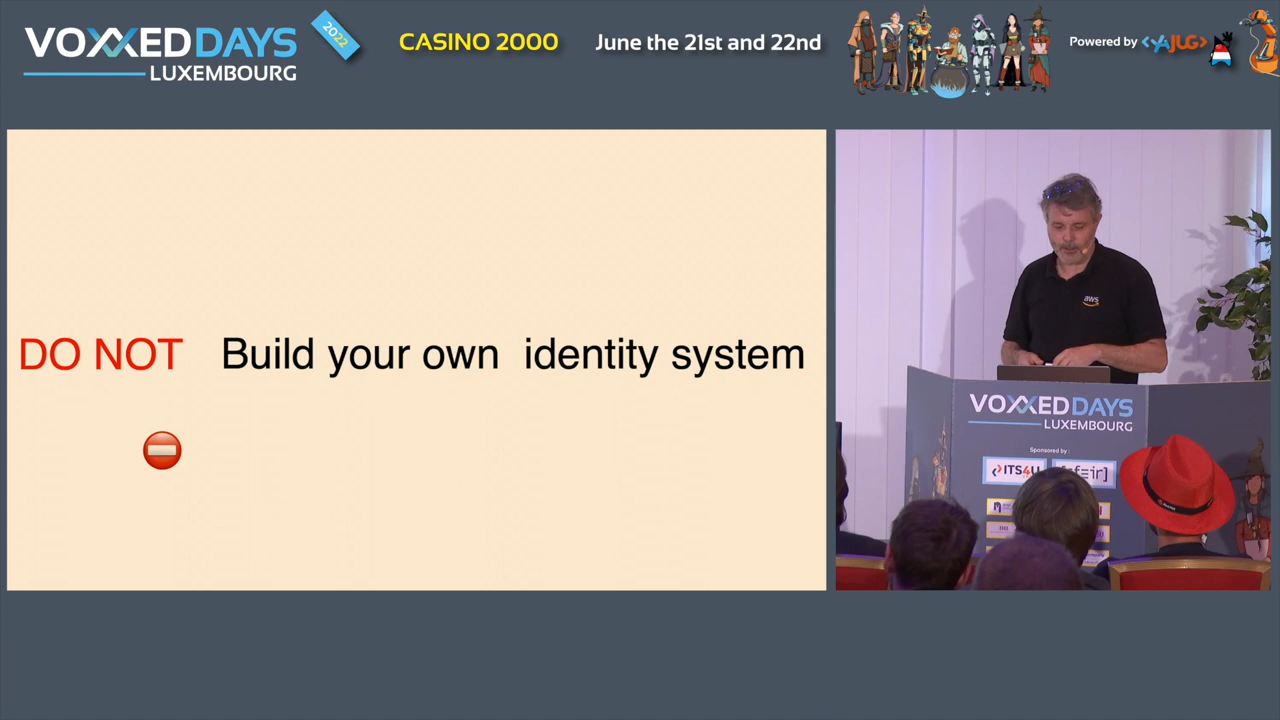 VOXXED DAYS
LUXEMBOURG
2022
CASINO 2000
June the 21st and 22nd
Powered by <YAJUG>
DO NOT Build your own identity system
aws
VOXXED DAYS
LUXEMBOURG
Sponsored by :
ITS4U